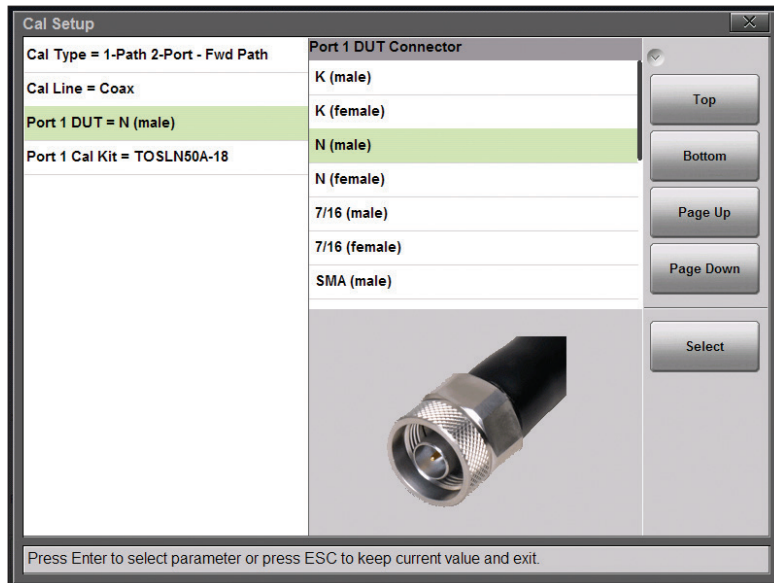 Cal Setup
Cal Type = 1-Path 2-Port - Fwd Path
Cal Line = Coax
Port 1 DUT = N (male)
Port 1 Cal Kit = TOSLN50A-18
Port 1 DUT Connector
K (male)
K (female)
N (male)
N (female)
7/16 (male)
7/16 (female)
SMA (male)
Top
Bottom
Page Up
Page Down
Select
Press Enter to select parameter or press ESC to keep current value and exit.